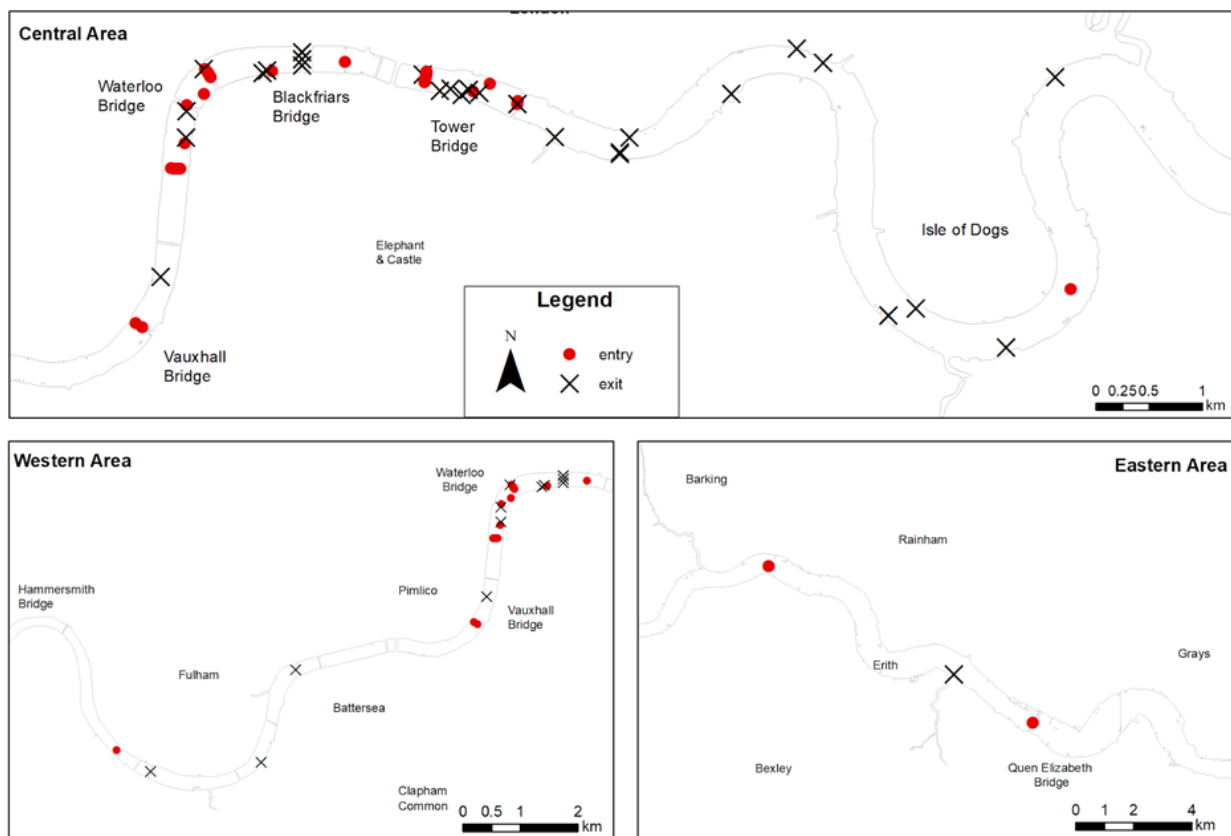 London
Central Area
Waterloo
Bridge
Blackfriars
Bridge
Tower
Bridge
Isle of Dogs
Elephant
& Castle
Vauxhall
Bridge
Legend
N
entry
exit
0 0.25 0.5 1
km
Western Area
Waterloo
Bridge
Hammersmith
Bridge
Pimlico
Vauxhall
Bridge
Fulham
Battersea
Clapham
Common
0 0.5 1 2
km
Eastern Area
Barking
Rainham
Erith
Grays
Bexley
Quen Elizabeth
Bridge
0 1 2 4
km